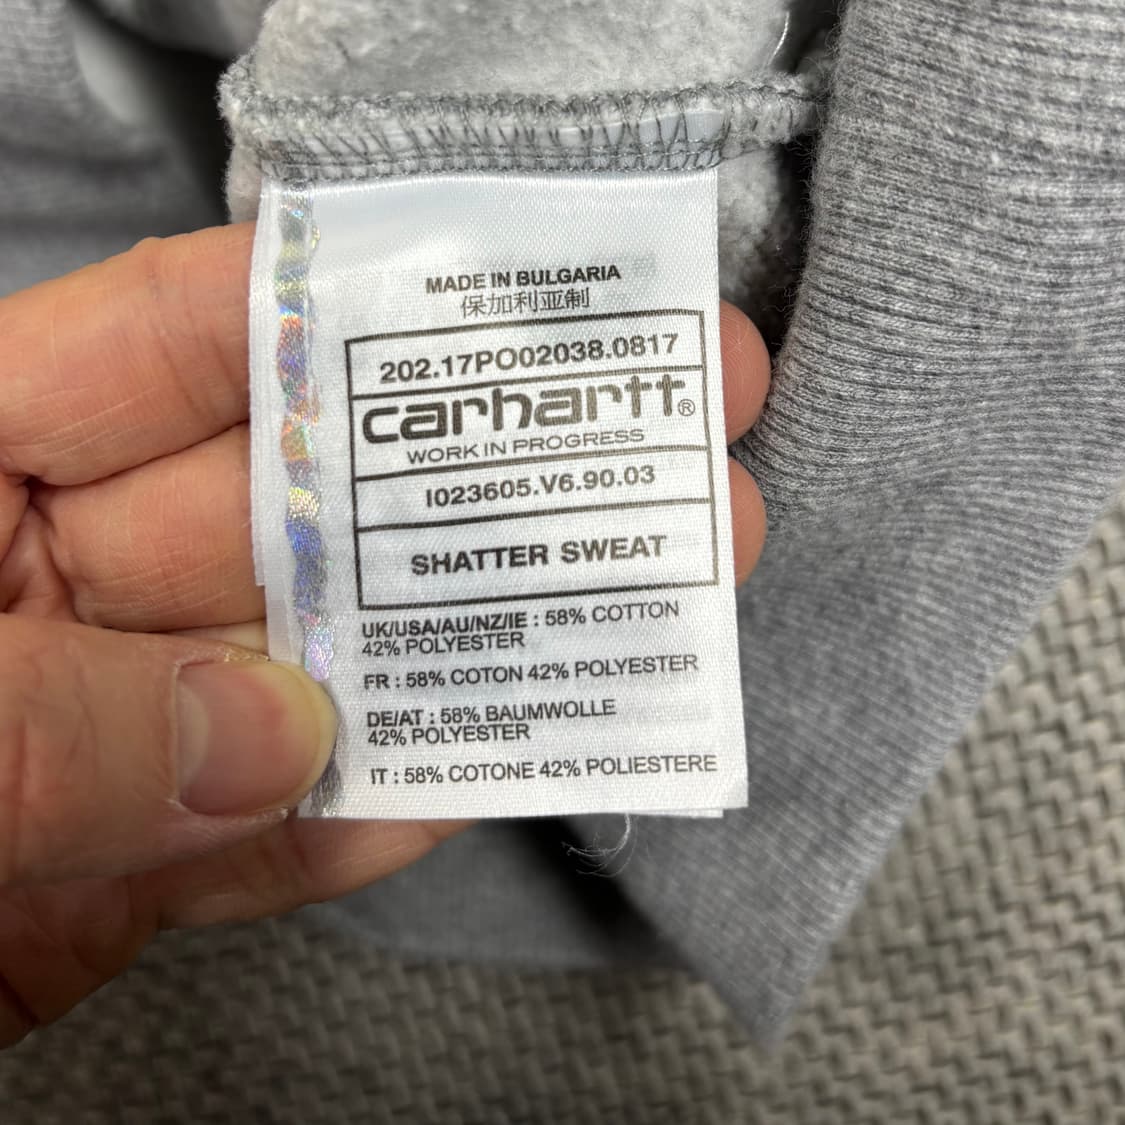 MADE IN BULGARIA
保加利亚制
202.17PO02038.0817
carhartt®
WORK IN PROGRESS
I023605.V6.90.03
SHATTER SWEAT
UK/USA/AU/NZ/IE : 58% COTTON
42% POLYESTER
FR : 58% COTON 42% POLYESTER
DE/AT : 58% BAUMWOLLE
42% POLYESTER
IT : 58% COTONE 42% POLIESTERE